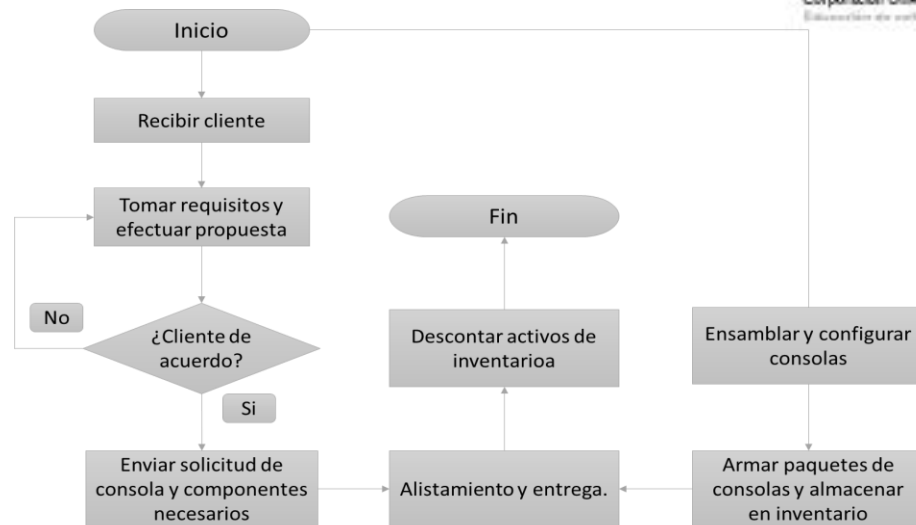 Inicio
Recibir cliente
Tomar requisitos y
efectuar propuesta
Fin
No
¿Cliente de
acuerdo?
Descontar activos de
inventarioa
Ensamblar y configurar
consolas
Si
Enviar solicitud de
consola y componentes
necesarios
Alistamiento y entrega.
Armar paquetes de
consolas y almacenar
en inventario